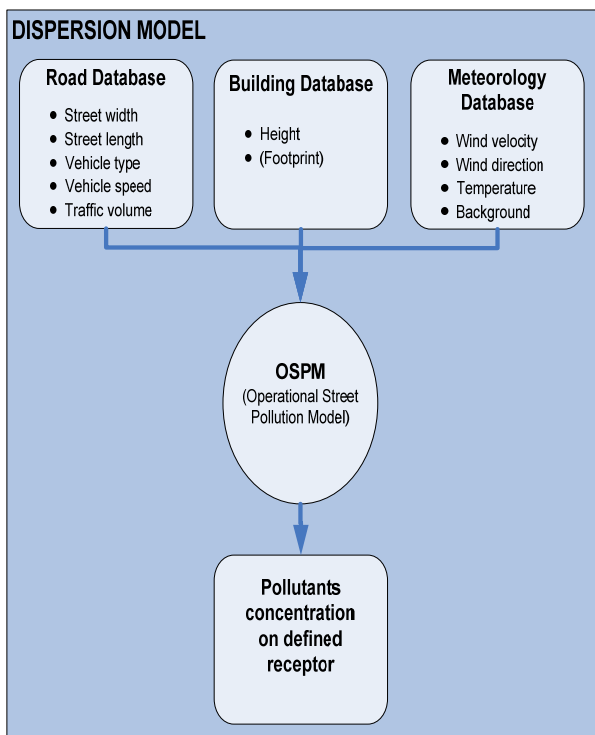 DISPERSION MODEL
Road Database
• Street width
• Street length
• Vehicle type
• Vehicle speed
• Traffic volume
Building Database
• Height
• (Footprint)
Meteorology
Database
• Wind velocity
• Wind direction
• Temperature
• Background
OSPM
(Operational Street
Pollution Model)
Pollutants
concentration
on defined
receptor